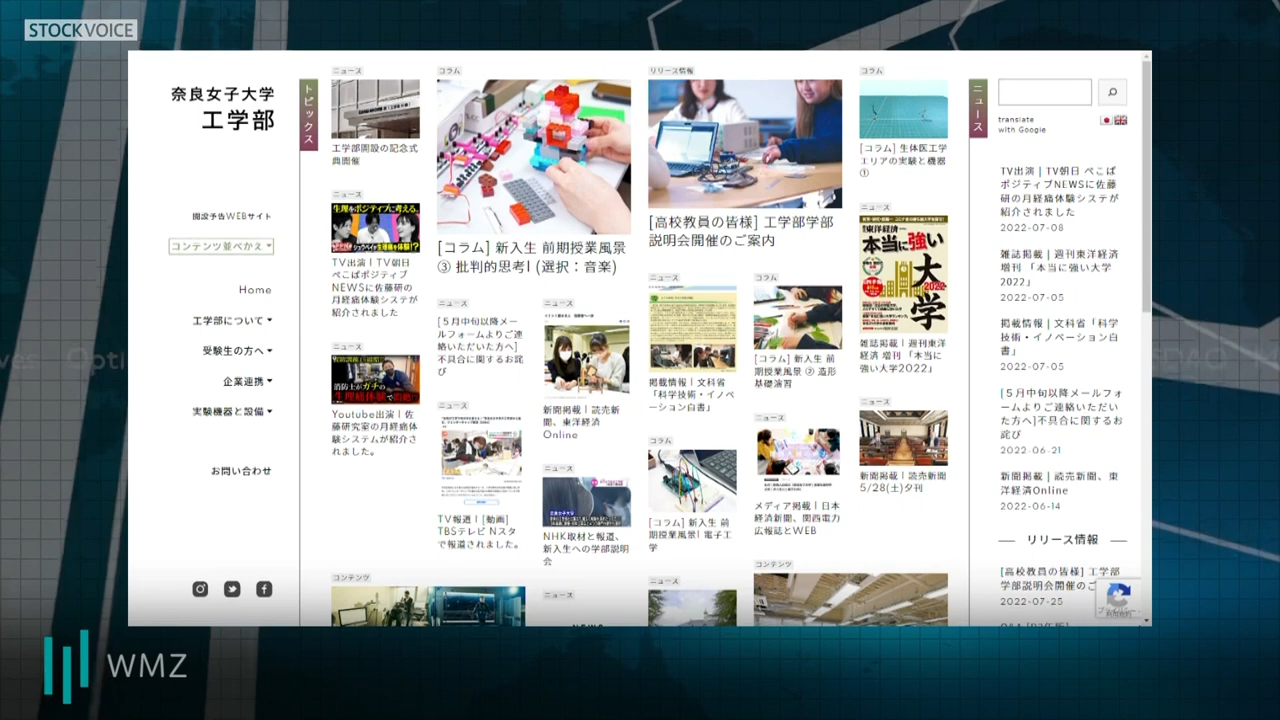 STOCKVOICE
奈良女子大学
工学部
開設予告WEBサイト
コンテンツ並べかえ
Home
工学部について
受験生の方へ
企業連携
実験機器と設備
お問い合わせ
トピックス
ニュース
工学部開設の記念式
典開催
ニュース
生理をポジティブに考える。
TV出演 | TV朝日
ぺこぱポジティブ
NEWSに佐藤研の
月経痛体験システが
紹介されました
ニュース
消防士がガチの
生理痛体験で悶絶!?
Youtube出演 | 佐
藤研究室の月経痛体
験システムが紹介さ
れました。
コンテンツ
コラム
[コラム] 新入生 前期授業風景
③ 批判的思考I (選択:音楽)
ニュース
[5月中旬以降メー
ルフォームよりご連
絡いただいた方へ]
不具合に関するお詫
び
ニュース
TV報道 | [動画]
TBSテレビ Nスタ
で報道されました。
ニュース
新聞掲載 | 読売新
聞、東洋経済
Online
ニュース
NHK取材と報道、
新入生への学部説明
会
ニュース
リリース情報
[高校教員の皆様] 工学部学部
説明会開催のご案内
ニュース
掲載情報 | 文科省
「科学技術・イノベ
ーション白書」
コラム
[コラム] 新入生 前
期授業風景I 電子工
学
ニュース
コラム
[コラム] 新入生 前
期授業風景 ② 造形
基礎演習
ニュース
メディア掲載 | 日本
経済新聞、関西電力
広報誌とWEB
コンテンツ
コラム
[コラム] 生体医工学
エリアの実験と機器
①
ニュース
東洋経済
本当に強い
大学
2022
雑誌掲載 | 週刊東洋
経済 増刊 「本当に
強い大学2022」
ニュース
新聞掲載 | 読売新聞
5/28(土)夕刊
ニュース
translate
with Google
TV出演 | TV朝日 ぺこぱ
ポジティブNEWSに佐藤
研の月経痛体験システが
紹介されました
2022-07-08
雑誌掲載 | 週刊東洋経済
増刊 「本当に強い大学
2022」
2022-07-05
掲載情報 | 文科省「科学
技術・イノベーション白
書」
2022-07-05
[5月中旬以降メールフォ
ームよりご連絡いただい
た方へ]不具合に関するお
詫び
2022-06-21
新聞掲載 | 読売新聞、東
洋経済Online
2022-06-14
リリース情報
[高校教員の皆様] 工学部
学部説明会開催のご
2022-07-25
WMZ